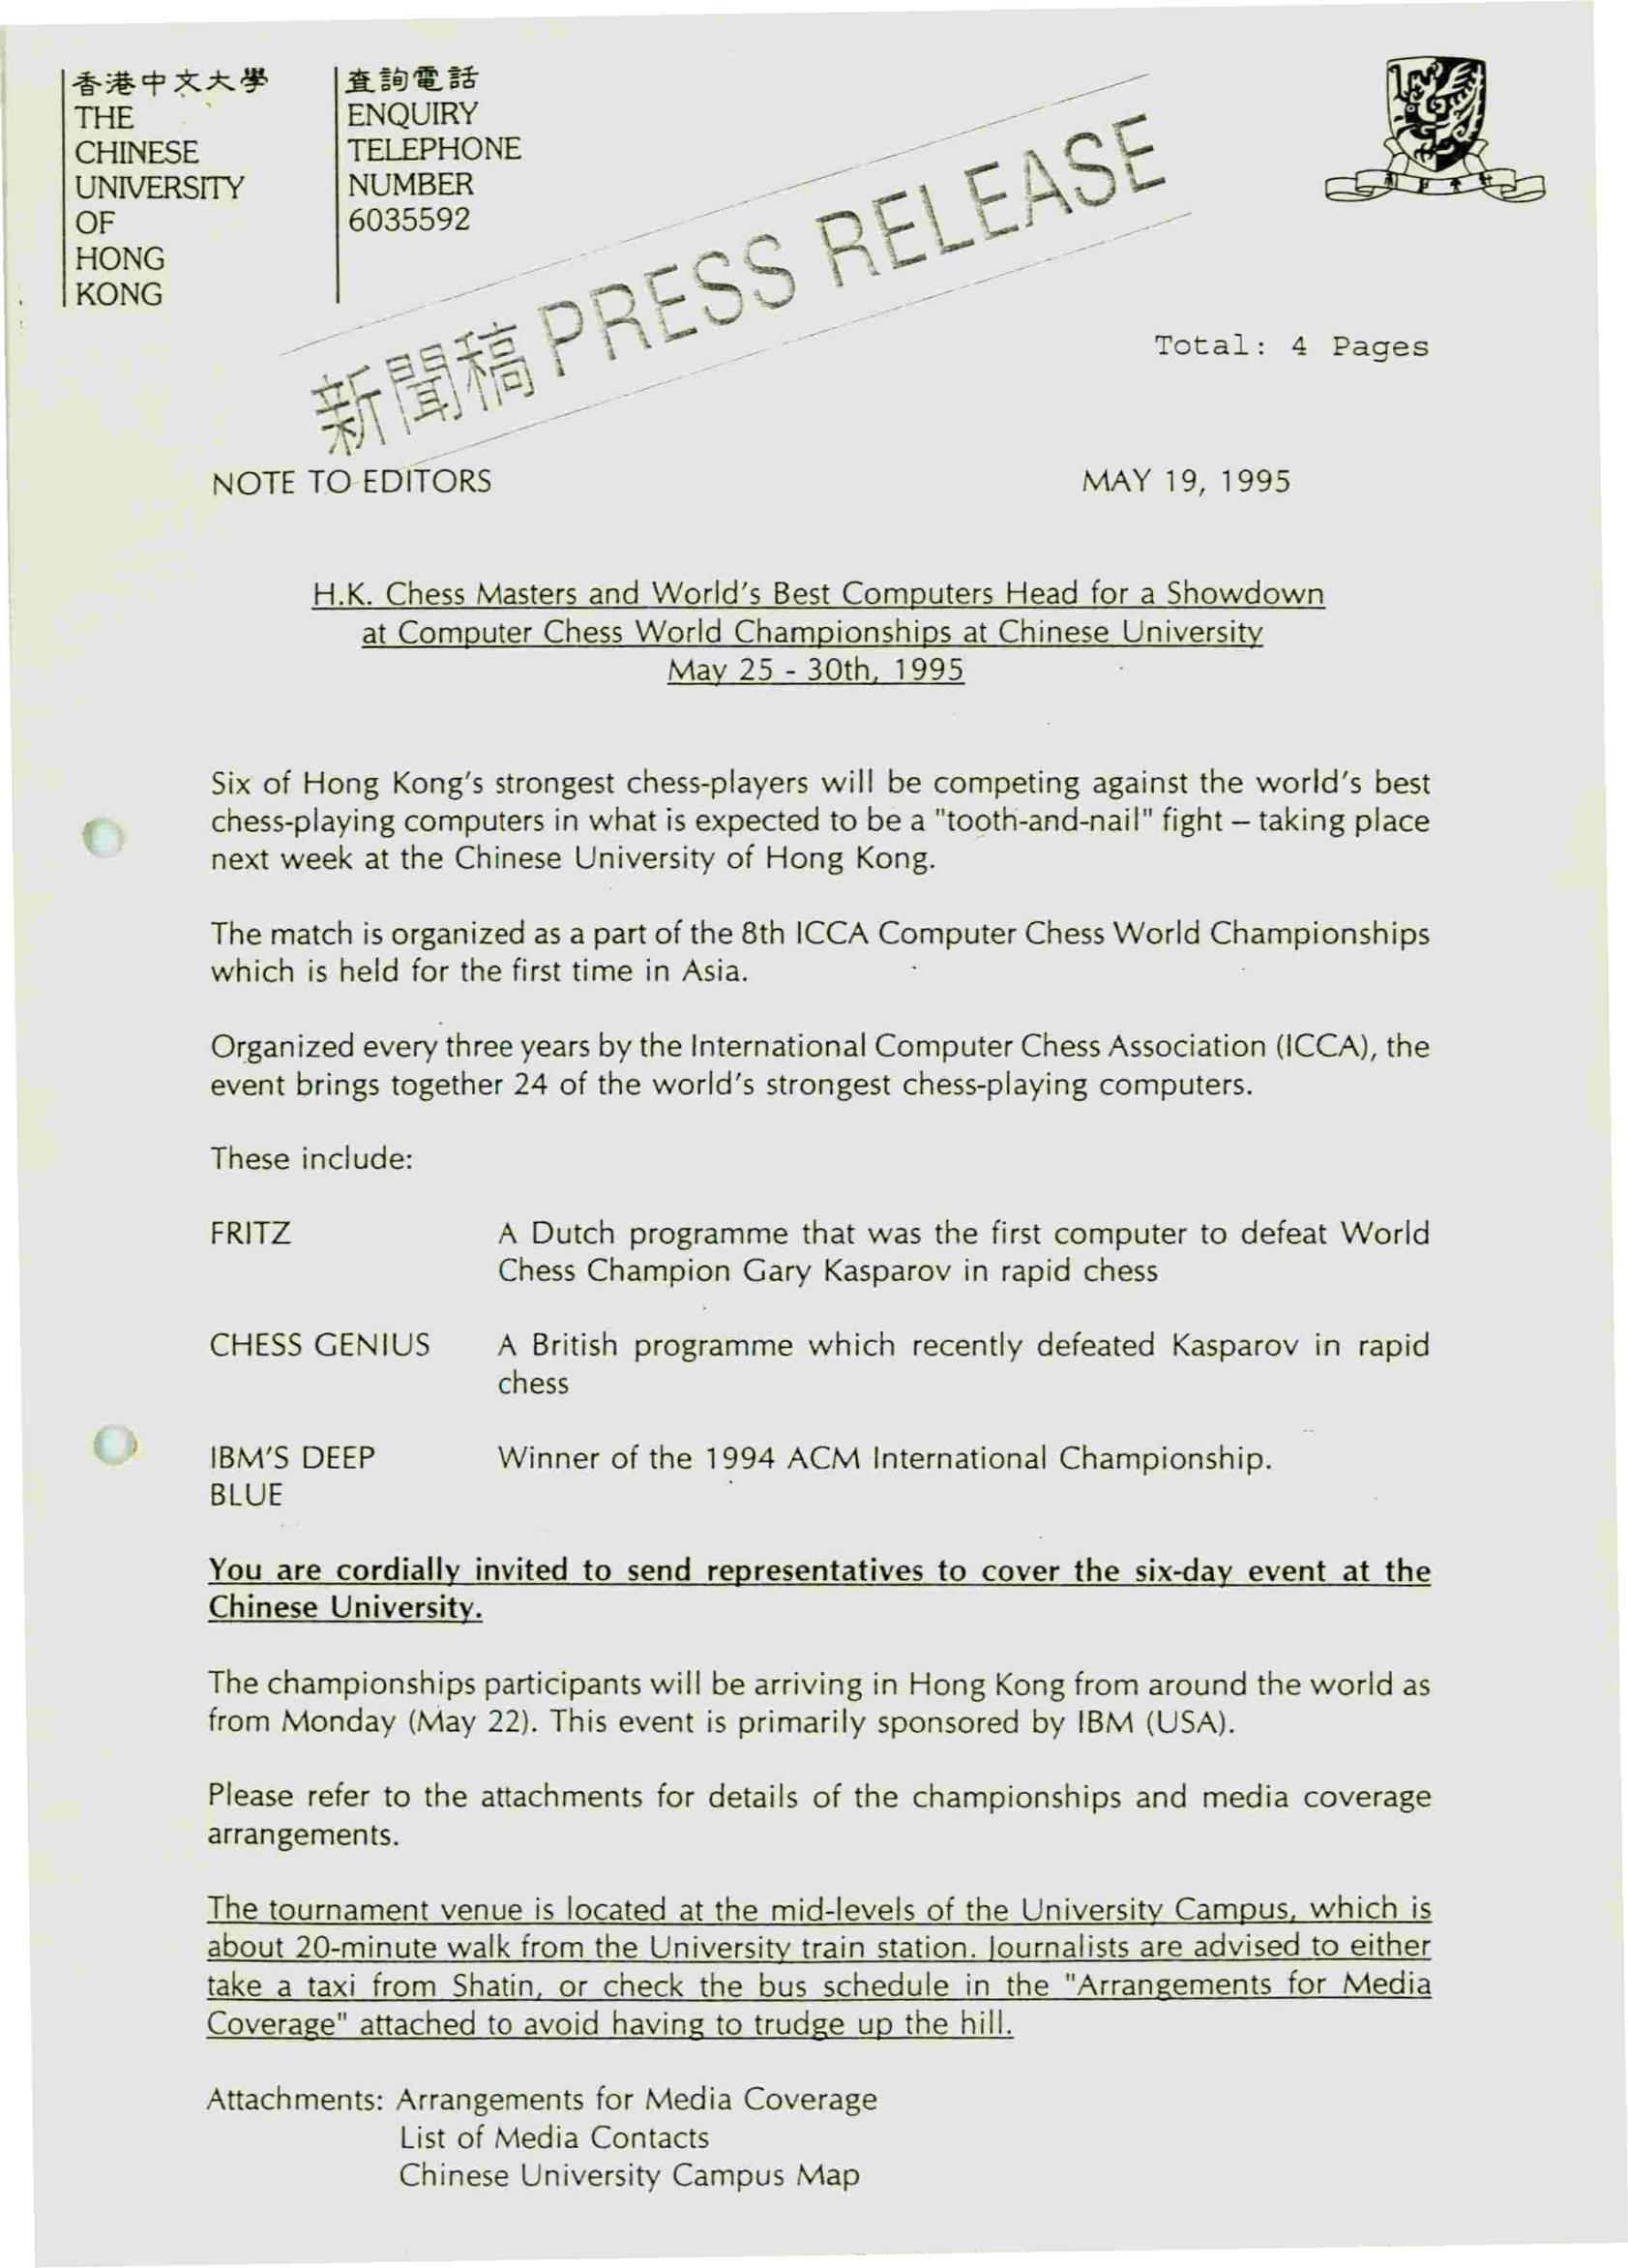 香港中文大學
THE
CHINESE
UNIVERSITY
OF
HONG
KONG
查詢電話
ENQUIRY
TELEPHONE
NUMBER
6035592
新聞稿 PRESS RELEASE
Total: 4 Pages
NOTE TO EDITORS MAY 19, 1995
H.K. Chess Masters and World's Best Computers Head for a Showdown
at Computer Chess World Championships at Chinese University
May 25 - 30th, 1995
Six of Hong Kong's strongest chess-players will be competing against the world's best
chess-playing computers in what is expected to be a "tooth-and-nail" fight – taking place
next week at the Chinese University of Hong Kong.
The match is organized as a part of the 8th ICCA Computer Chess World Championships
which is held for the first time in Asia.
Organized every three years by the International Computer Chess Association (ICCA), the
event brings together 24 of the world's strongest chess-playing computers.
These include:
FRITZ A Dutch programme that was the first computer to defeat World
Chess Champion Gary Kasparov in rapid chess
CHESS GENIUS A British programme which recently defeated Kasparov in rapid
chess
IBM'S DEEP Winner of the 1994 ACM International Championship.
BLUE
You are cordially invited to send representatives to cover the six-day event at the
Chinese University.
The championships participants will be arriving in Hong Kong from around the world as
from Monday (May 22). This event is primarily sponsored by IBM (USA).
Please refer to the attachments for details of the championships and media coverage
arrangements.
The tournament venue is located at the mid-levels of the University Campus, which is
about 20-minute walk from the University train station. Journalists are advised to either
take a taxi from Shatin, or check the bus schedule in the "Arrangements for Media
Coverage" attached to avoid having to trudge up the hill.
Attachments: Arrangements for Media Coverage
List of Media Contacts
Chinese University Campus Map